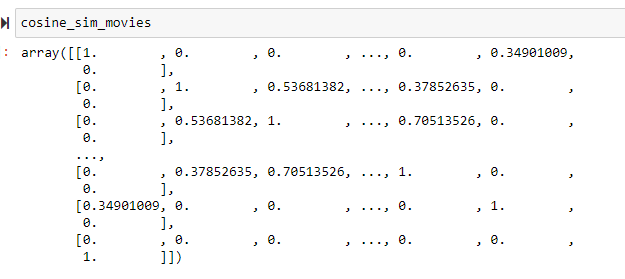 cosine_sim_movies
: array([[1.        , 0.        , 0.        , ..., 0.        , 0.34901009,
        0.        ],
       [0.        , 1.        , 0.53681382, ..., 0.37852635, 0.        ,
        0.        ],
       [0.        , 0.53681382, 1.        , ..., 0.70513526, 0.        ,
        0.        ],
       ...,
       [0.        , 0.37852635, 0.70513526, ..., 1.        , 0.        ,
        0.        ],
       [0.34901009, 0.        , 0.        , ..., 0.        , 1.        ,
        0.        ],
       [0.        , 0.        , 0.        , ..., 0.        , 0.        ,
        1.        ]])